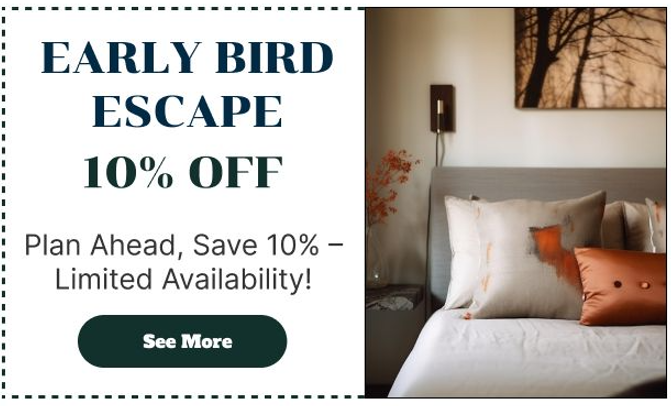 EARLY BIRD
ESCAPE
10% OFF
Plan Ahead, Save 10% –
Limited Availability!
See More